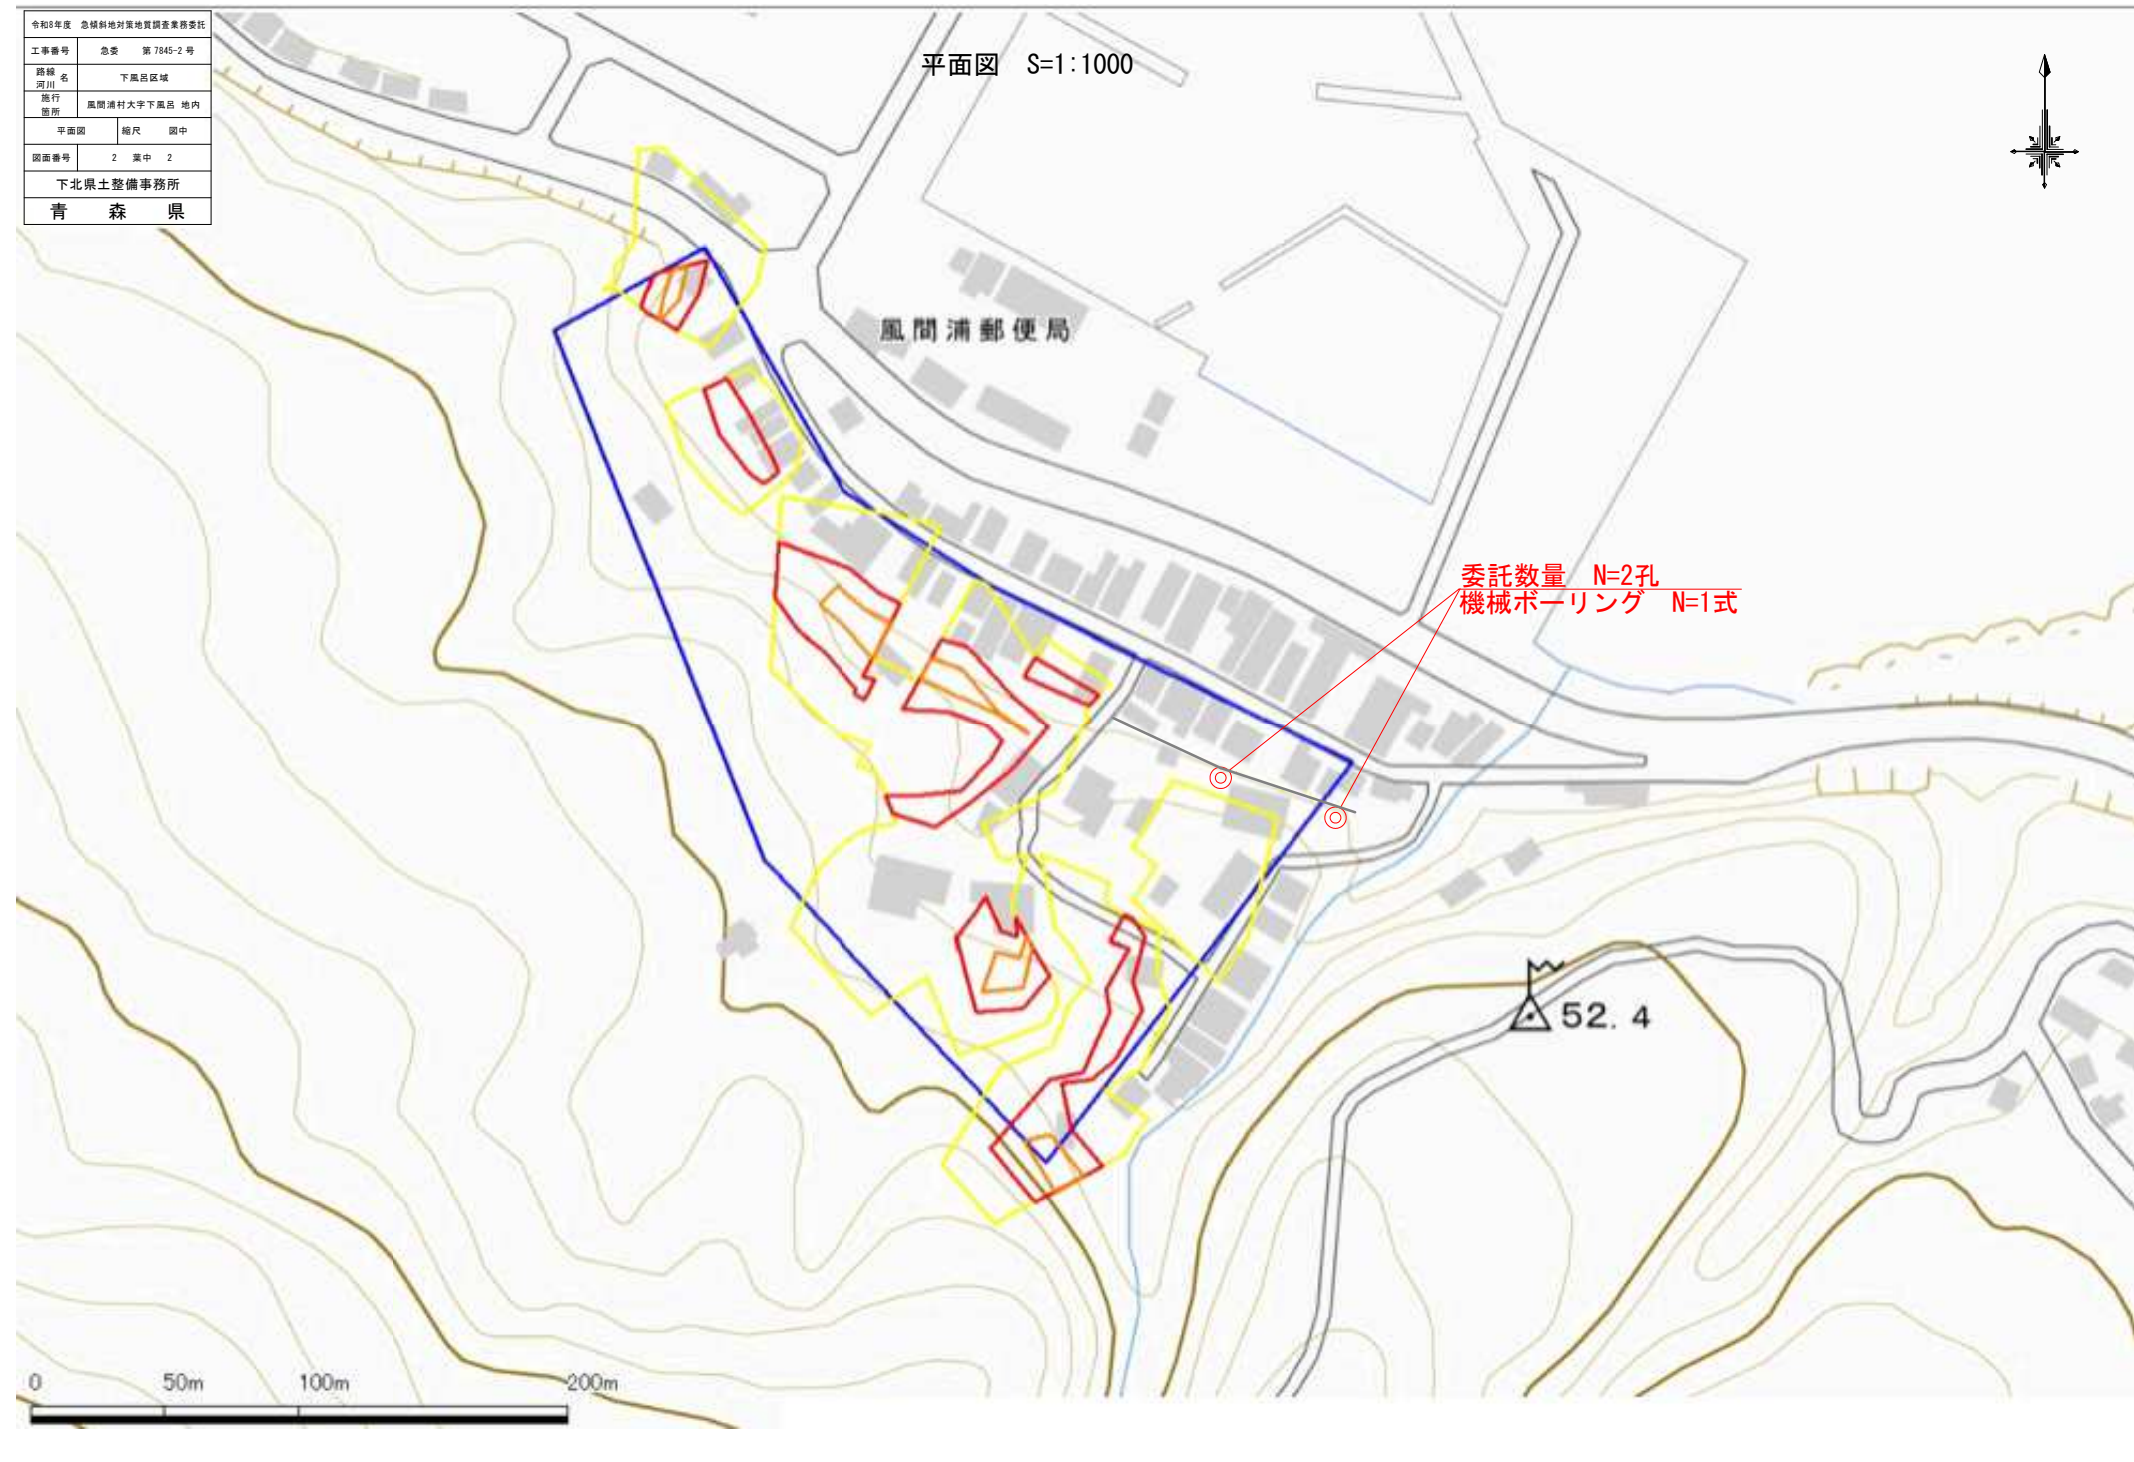 令和8年度 急傾斜地対策地質調査業務委託
工事番号 急委 第 7845-2 号
路線
河川 名 下風呂区域
施行
箇所 風間浦村大字下風呂 地内
平面図 縮尺 図中
図面番号 2 葉中 2
下北県土整備事務所
青 森 県
平面図 S=1:1000
風間浦郵便局
委託数量 N=2孔
機械ボーリング N=1式
52.4
0 50m 100m 200m